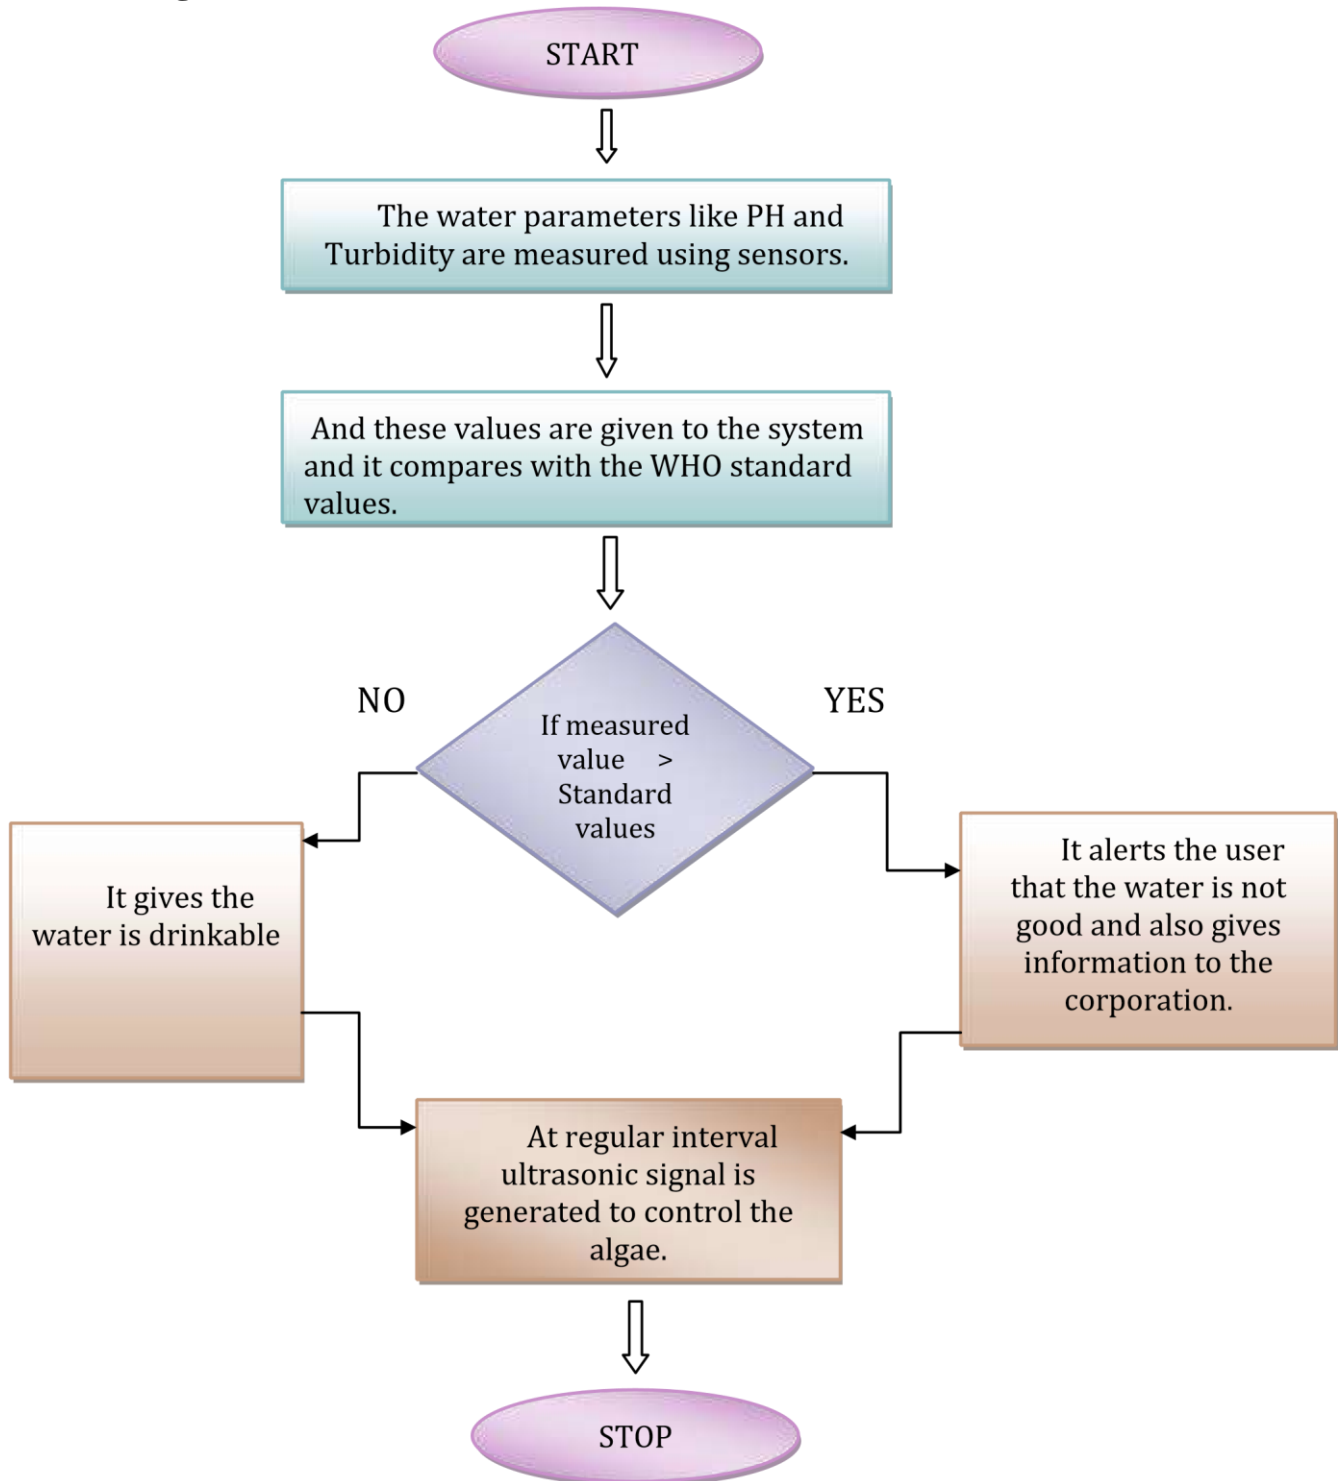 START
The water parameters like PH and
Turbidity are measured using sensors.
And these values are given to the system
and it compares with the WHO standard
values.
NO
YES
If measured
value >
Standard
values
It gives the
water is drinkable
It alerts the user
that the water is not
good and also gives
information to the
corporation.
At regular interval
ultrasonic signal is
generated to control the
algae.
STOP